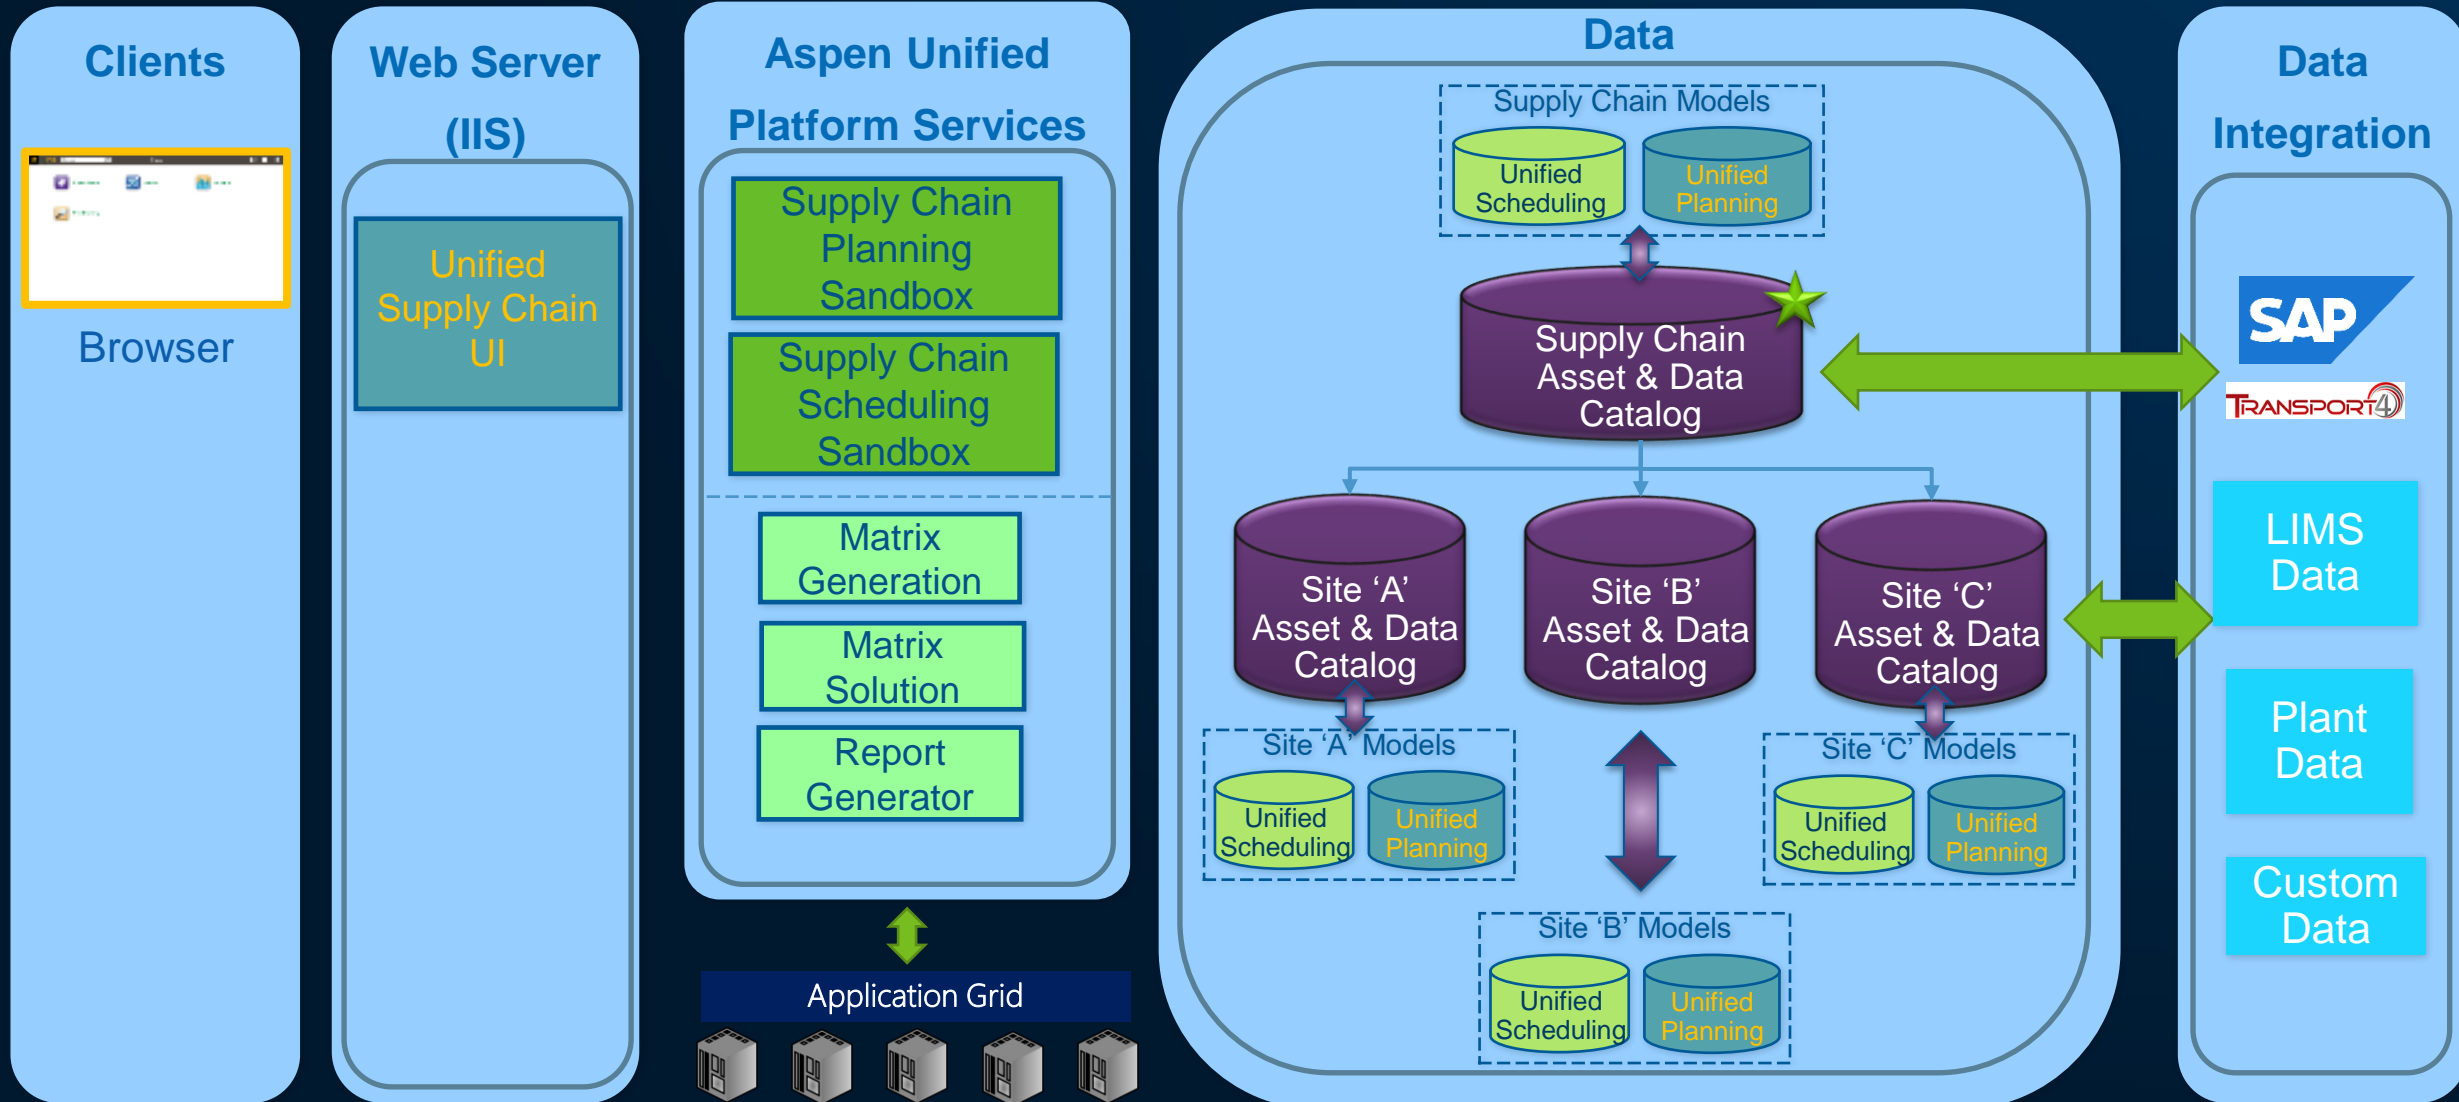 Clients
Browser
Web Server
(IIS)
Unified
Supply Chain
UI
Aspen Unified
Platform Services
Supply Chain
Planning
Sandbox
Supply Chain
Scheduling
Sandbox
Matrix
Generation
Matrix
Solution
Report
Generator
Application Grid
Data
Supply Chain Models
Unified
Scheduling
Unified
Planning
Supply Chain
Asset & Data
Catalog
Site ‘A’
Asset & Data
Catalog
Site ‘B’
Asset & Data
Catalog
Site ‘C’
Asset & Data
Catalog
Site ‘A’ Models
Unified
Scheduling
Unified
Planning
Site ‘C’ Models
Unified
Scheduling
Unified
Planning
Site ‘B’ Models
Unified
Scheduling
Unified
Planning
Data
Integration
SAP
TRANSPORT4
LIMS
Data
Plant
Data
Custom
Data